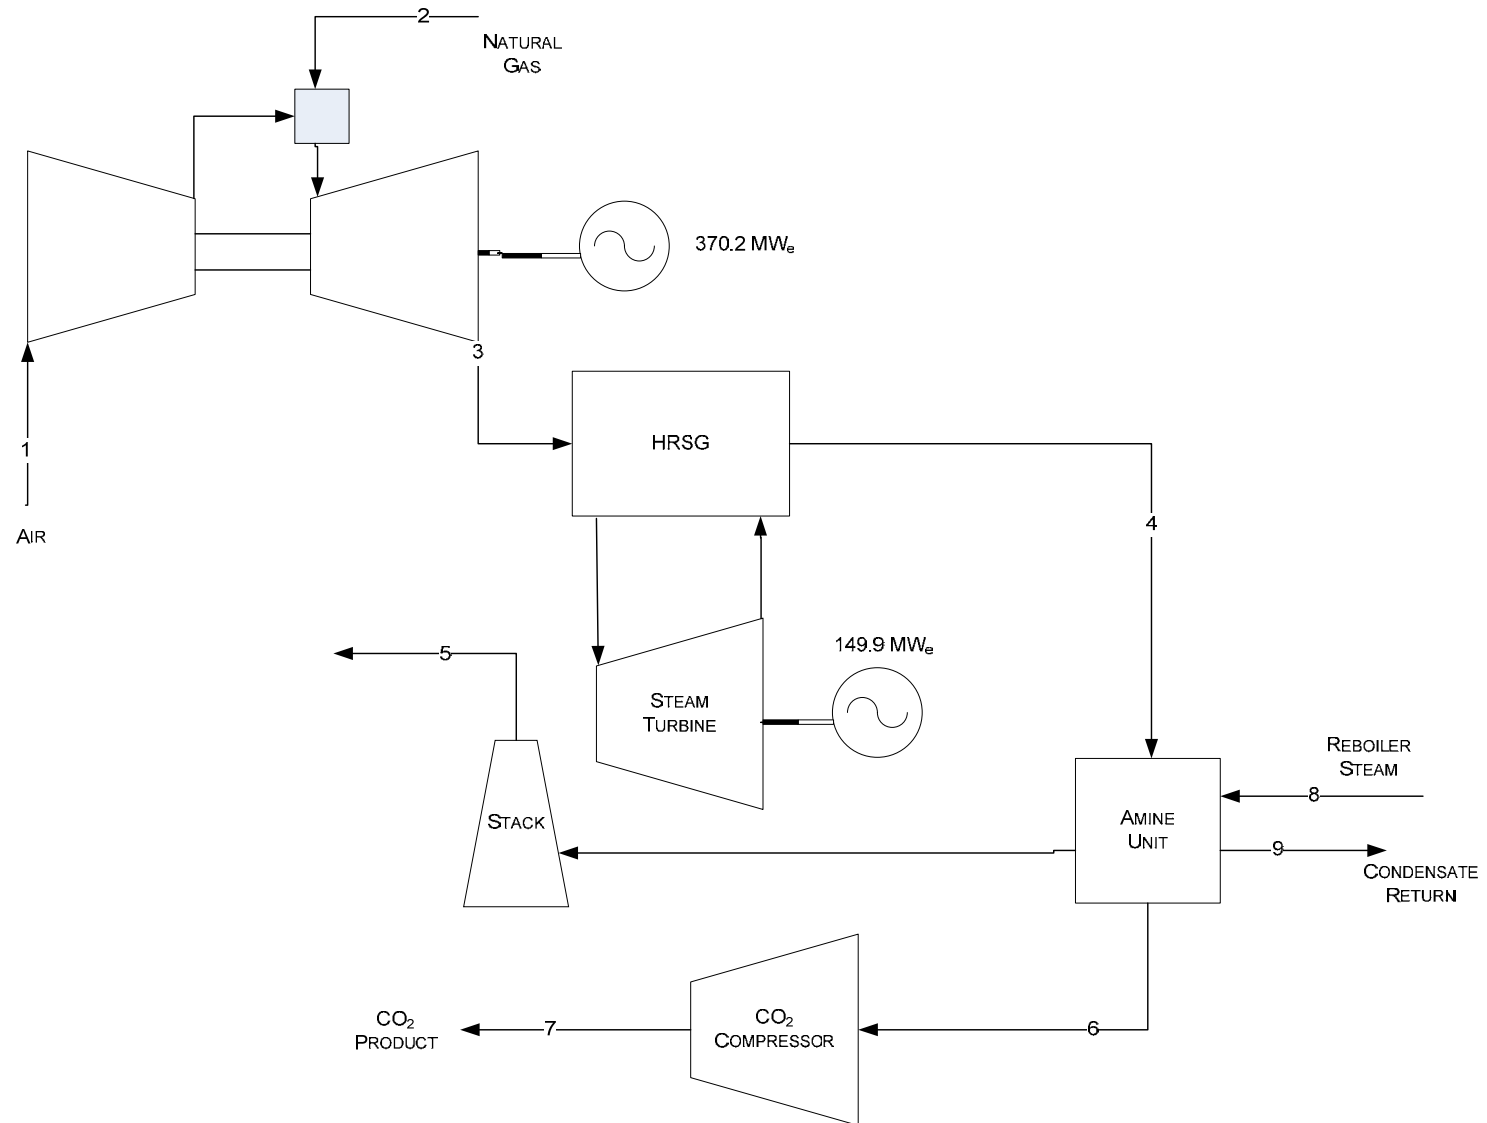 2
NATURAL
GAS
370.2 MWe
3
HRSG
1
AIR
4
149.9 MWe
5
STEAM
TURBINE
REBOILER
STEAM
8
STACK
AMINE
UNIT
9
CONDENSATE
RETURN
CO2
PRODUCT
7
CO2
COMPRESSOR
6